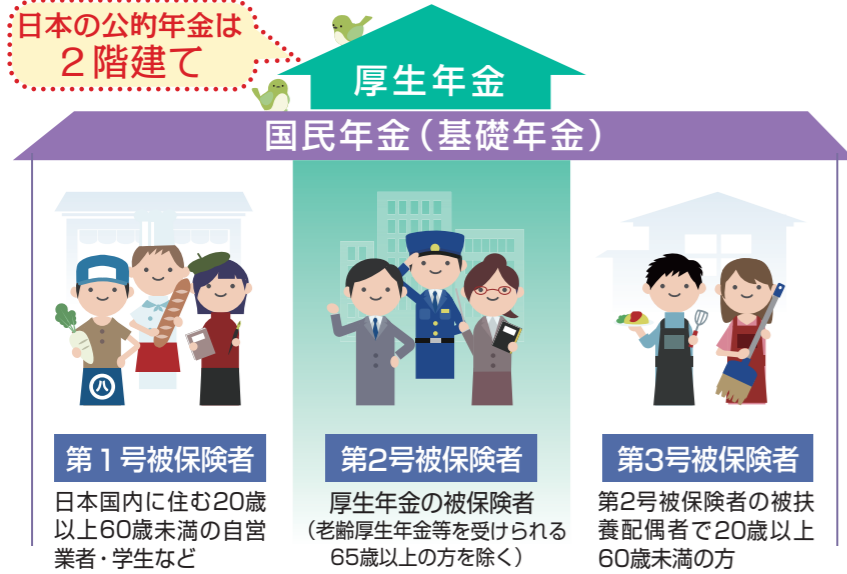 日本の公的年金は
２階建て
厚生年金
国民年金（基礎年金）
八
第１号被保険者
日本国内に住む20歳
以上60歳未満の自営
業者・学生など
第2号被保険者
厚生年金の被保険者
（老齢厚生年金等を受けられる
65歳以上の方を除く）
第3号被保険者
第2号被保険者の被扶
養配偶者で20歳以上
60歳未満の方